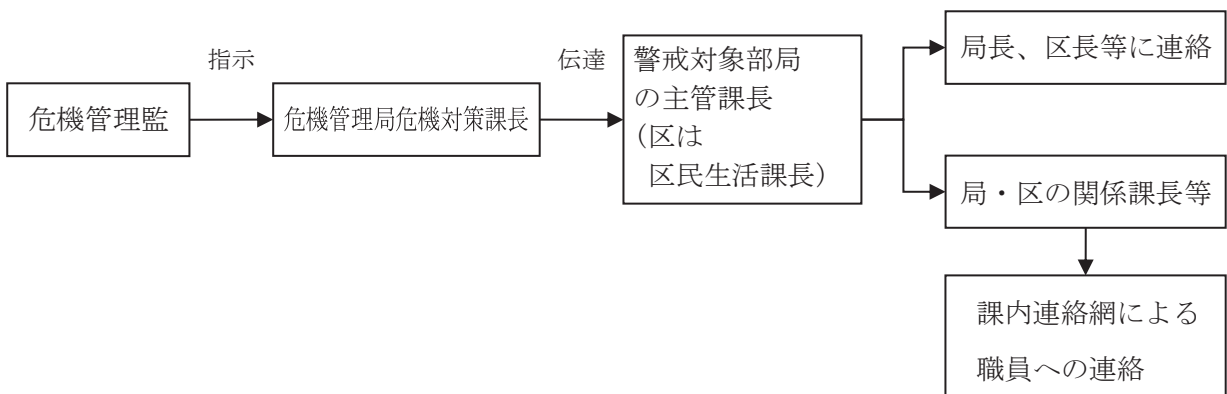 危機管理監
指示
危機管理局危機対策課長
伝達
警戒対象部局
の主管課長
（区は
区民生活課長）
局長、区長等に連絡
局・区の関係課長等
課内連絡網による
職員への連絡